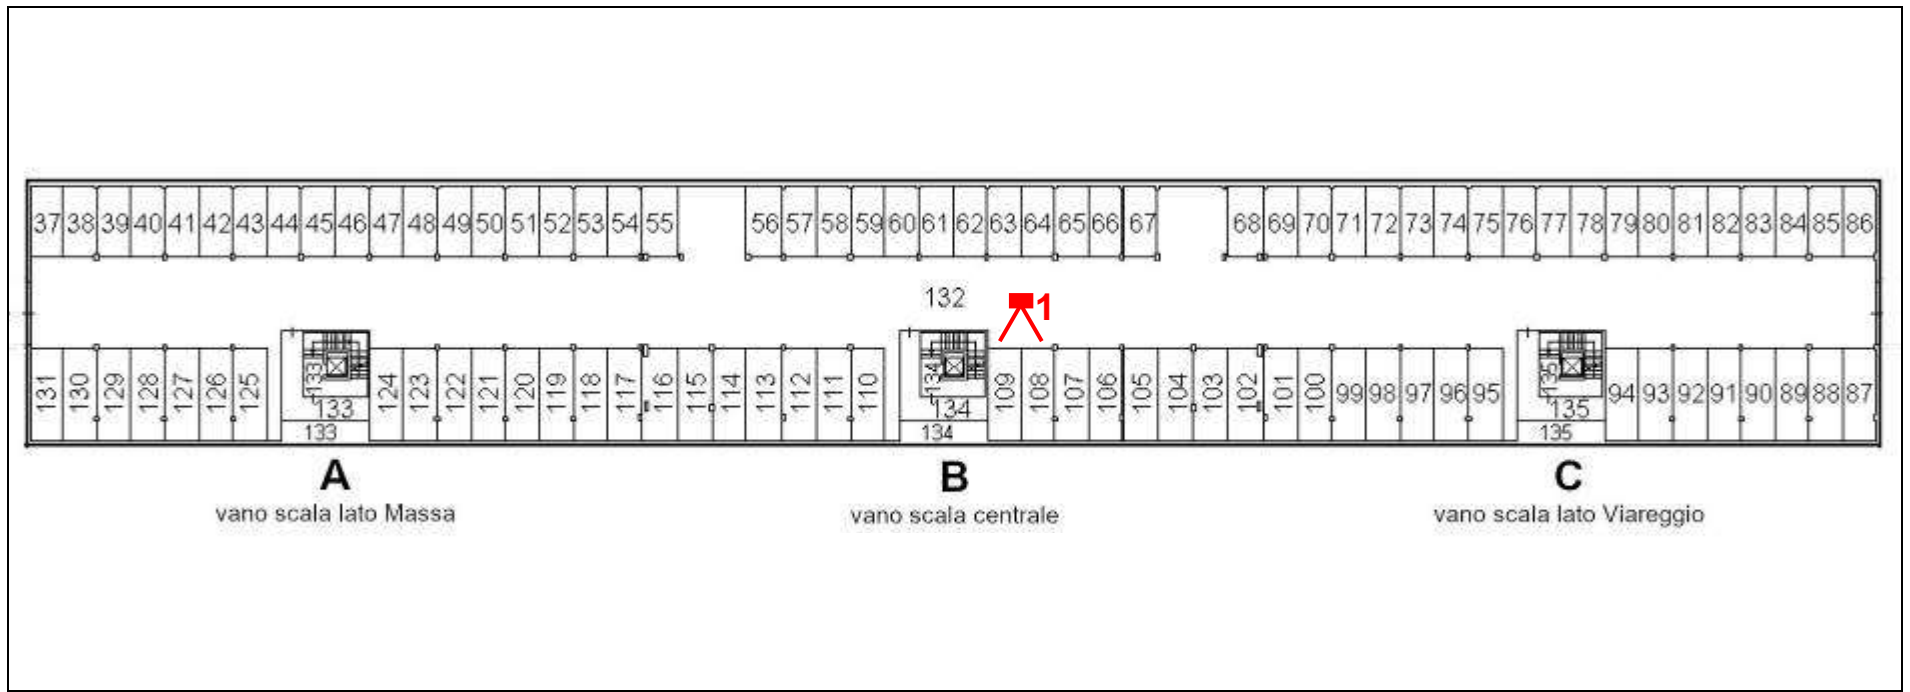 37 38 39 40 41 42 43 44 45 46 47 48 49 50 51 52 53 54 55 56 57 58 59 60 61 62 63 64 65 66 67 68 69 70 71 72 73 74 75 76 77 78 79 80 81 82 83 84 85 86
132
1
131 130 129 128 127 126 125 133 124 123 122 121 120 119 118 117 116 115 114 113 112 111 110 134 109 108 107 106 105 104 103 102 101 100 99 98 97 96 95 135 94 93 92 91 90 89 88 87
133 134 135
133 134 135
A B C
vano scala lato Massa
vano scala centrale
vano scala lato Viareggio